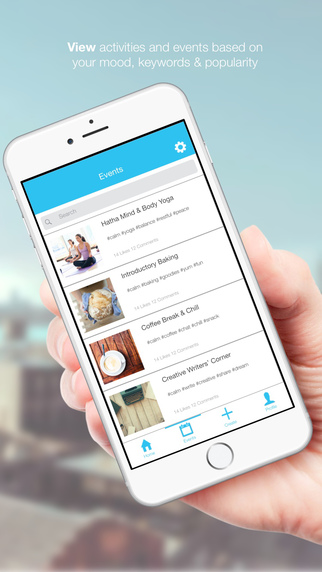 View activities and events based on
your mood, keywords & popularity
Events
Search
Hatha Mind & Body Yoga
#calm #yoga #balance #restful #peace
14 Likes 12 Comments
Introductory Baking
#calm #baking #goodies #yum #fun
14 Likes 12 Comments
Coffee Break & Chill
#calm #coffee #chat #chill #snack
14 Likes 12 Comments
Creative Writers' Corner
#calm #write #creative #share #dream
14 Likes 12 Comments
Home
Events
Create
Profile